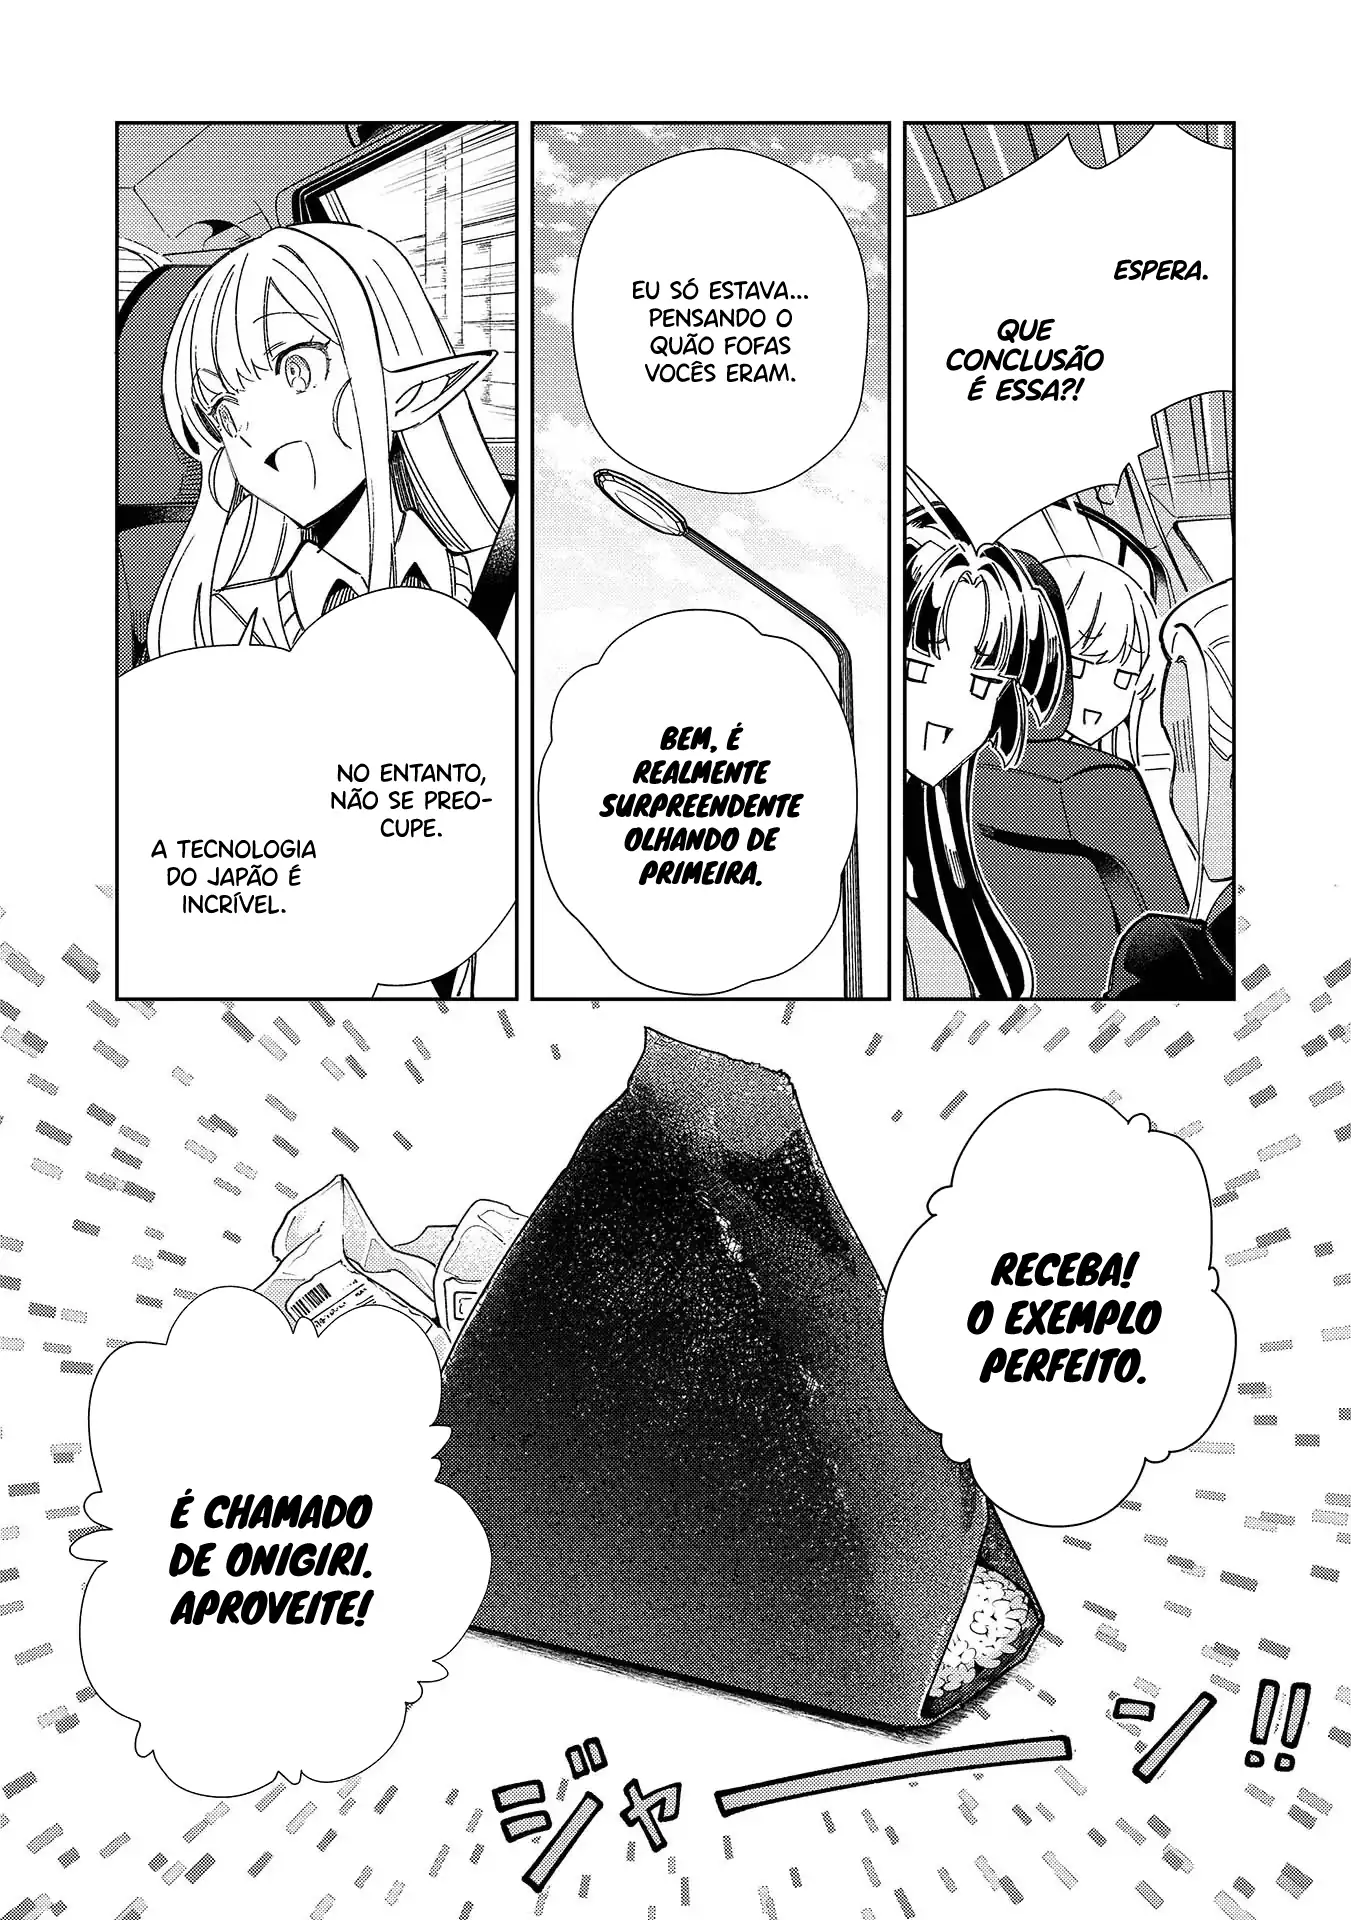 ESPERA.
QUE
CONCLUSÃO
É ESSA?!
EU SÓ ESTAVA...
PENSANDO O
QUÃO FOFAS
VOCÊS ERAM.
BEM, É
REALMENTE
SURPREENDENTE
OLHANDO DE
PRIMEIRA.
NO ENTANTO,
NÃO SE PREO-
CUPE.
A TECNOLOGIA
DO JAPÃO É
INCRÍVEL.
RECEBA!
O EXEMPLO
PERFEITO.
É CHAMADO
DE ONIGIRI.
APROVEITE!
ジャーン!!